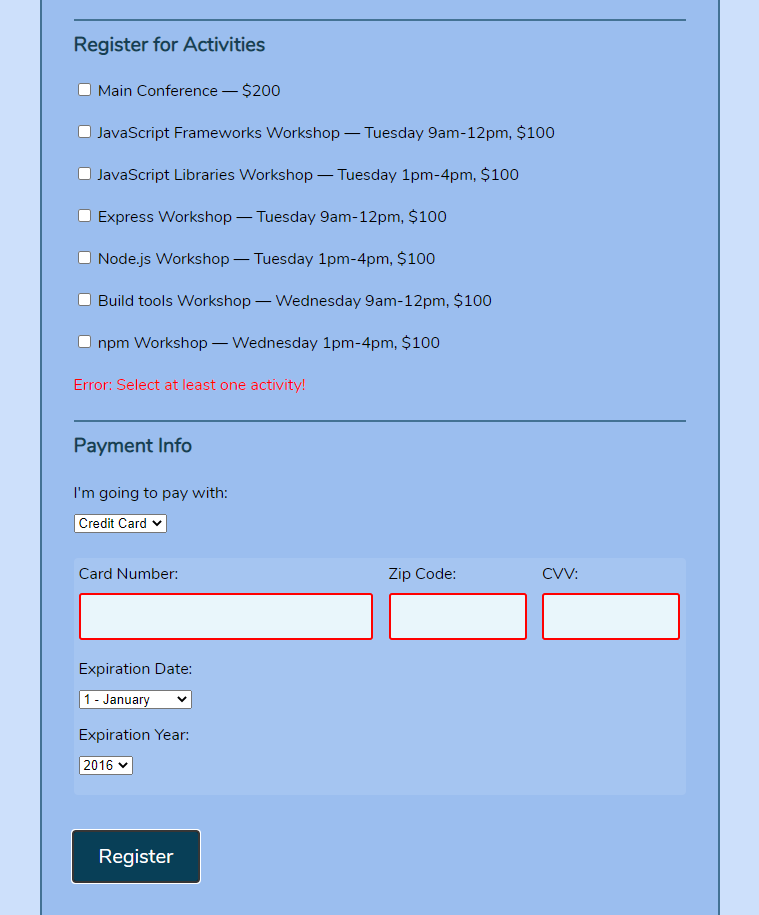 Register for Activities
Main Conference — $200
JavaScript Frameworks Workshop — Tuesday 9am-12pm, $100
JavaScript Libraries Workshop — Tuesday 1pm-4pm, $100
Express Workshop — Tuesday 9am-12pm, $100
Node.js Workshop — Tuesday 1pm-4pm, $100
Build tools Workshop — Wednesday 9am-12pm, $100
npm Workshop — Wednesday 1pm-4pm, $100
Error: Select at least one activity!
Payment Info
I'm going to pay with:
Credit Card
Card Number: Zip Code: CVV:
Expiration Date:
1 - January
Expiration Year:
2016
Register